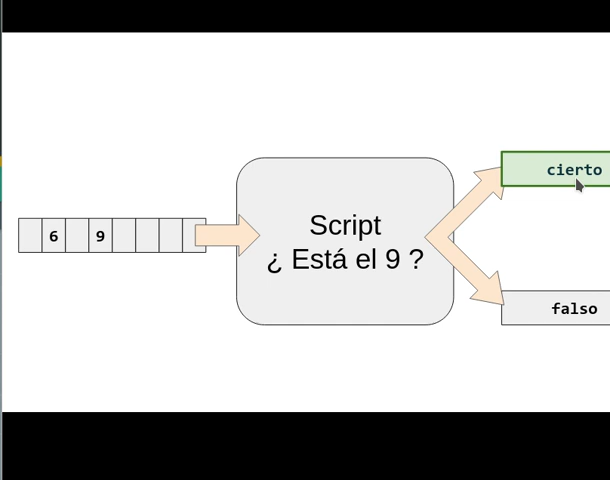 6 9
Script
¿ Está el 9 ?
cierto
falso